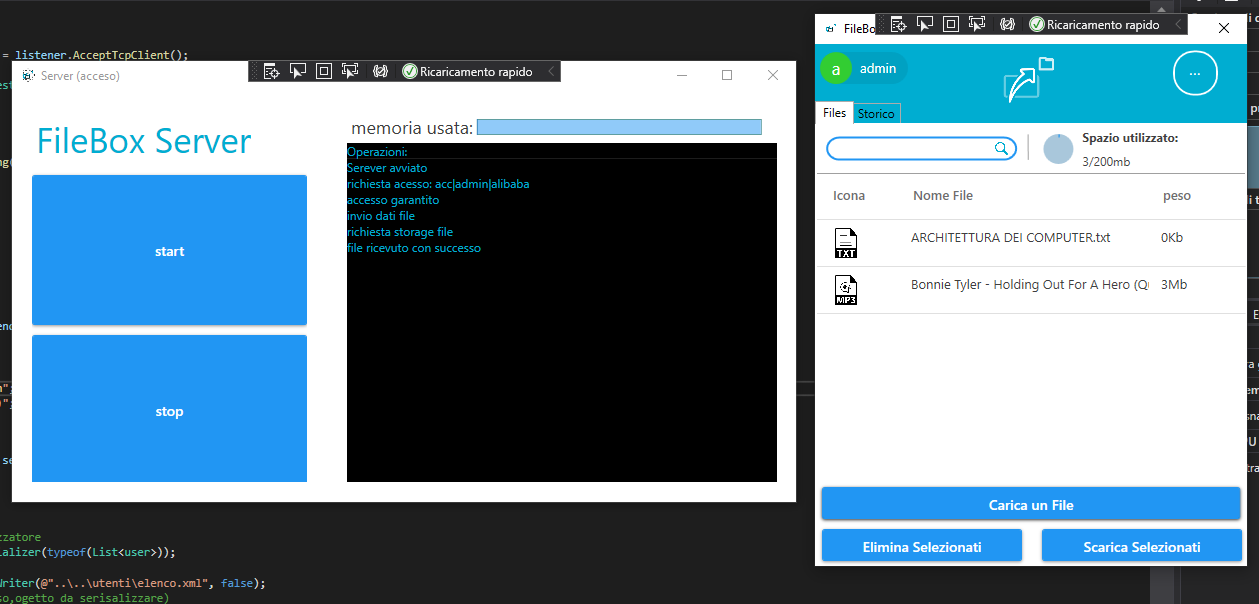 = listener.AcceptTcpClient();
Server (acceso)
Ricaricamento rapido
FileBox Server
start
stop
memoria usata:
Operazioni:
Serever avviato
richiesta acesso: acc|admin|alibaba
accesso garantito
invio dati file
richiesta storage file
file ricevuto con successo
ializer(typeof(List<user>));
Writer(@"..\..\utenti\elenco.xml", false);
so,ogetto da serisalizzare)
FileBo
Ricaricamento rapido
a
admin
...
Files
Storico
Spazio utilizzato:
3/200mb
Icona
Nome File
peso
TXT
ARCHITETTURA DEI COMPUTER.txt
0Kb
MP3
Bonnie Tyler - Holding Out For A Hero (Qu
3Mb
Carica un File
Elimina Selezionati
Scarica Selezionati